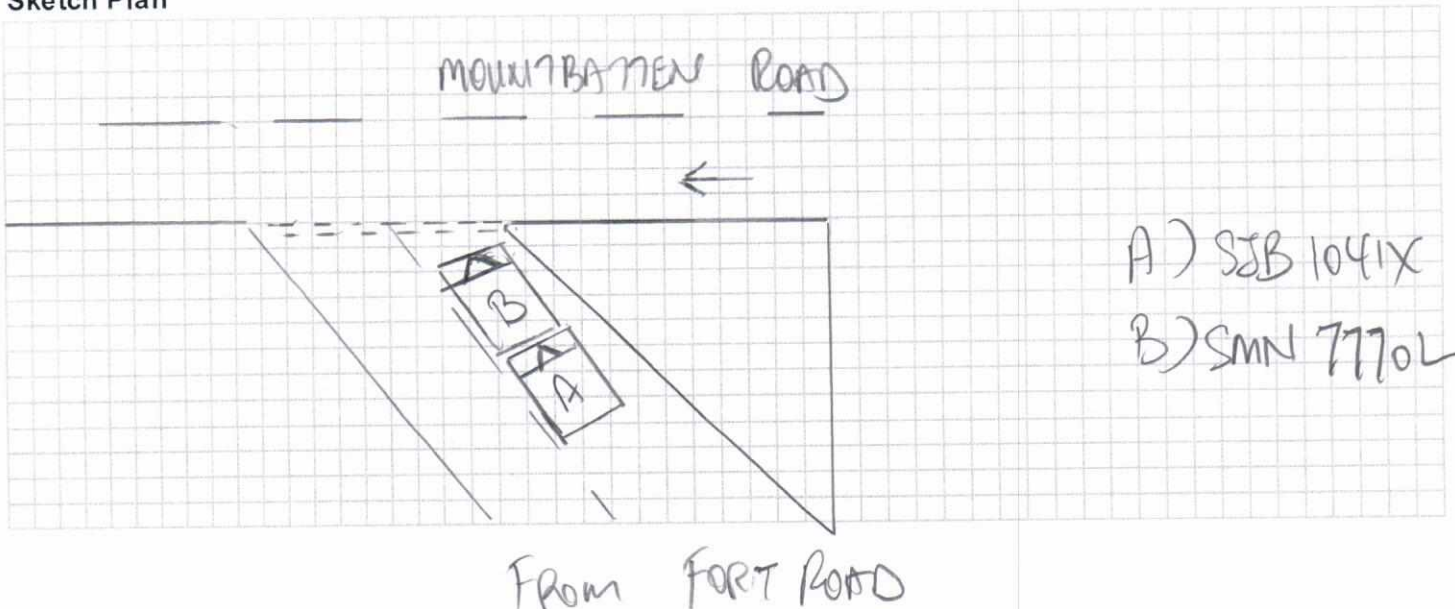 Sketch Plan
MOUNTBATTEN ROAD
A) SJB 1041X
B) SMN 7770L
B
A
FROM FORT ROAD